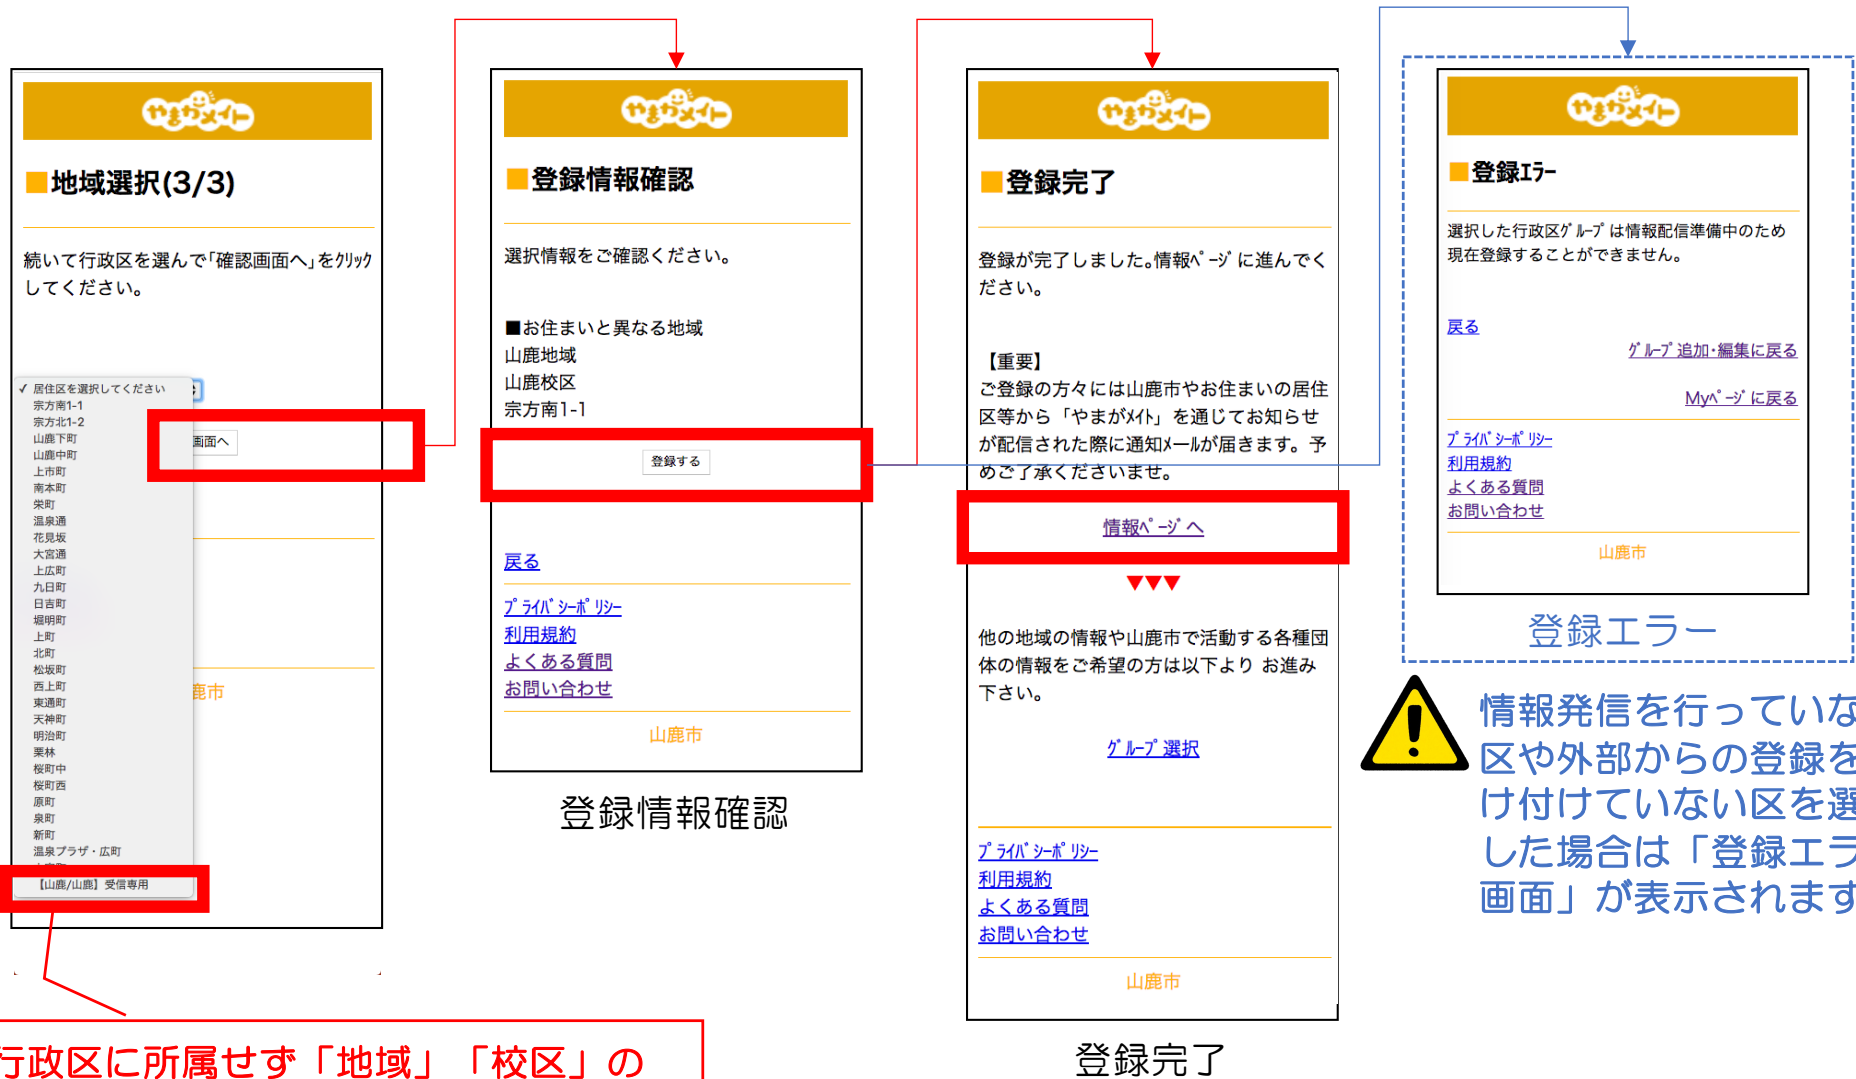 やまがメイト
■地域選択(3/3)
続いて行政区を選んで｢確認画面へ｣をｸﾘｯｸ
してください。
✓ 居住区を選択してください
宗方南1-1
宗方北1-2
山鹿下町
山鹿中町
上市町
南本町
栄町
温泉通
花見坂
大宮通
上広町
九日町
日吉町
堀明町
上町
北町
松坂町
西上町
東通町
天神町
明治町
栗林
桜町中
桜町西
原町
泉町
新町
温泉プラザ・広町
【山鹿/山鹿】受信専用
画面へ
鹿市
行政区に所属せず「地域」「校区」の
やまがメイト
■登録情報確認
選択情報をご確認ください。
■お住まいと異なる地域
山鹿地域
山鹿校区
宗方南1-1
登録する
戻る
ﾌﾟﾗｲﾊﾞｼｰﾎﾟﾘｼｰ
利用規約
よくある質問
お問い合わせ
山鹿市
登録情報確認
やまがメイト
■登録完了
登録が完了しました｡情報ﾍﾟｰｼﾞに進んでく
ださい。
【重要】
ご登録の方々には山鹿市やお住まいの居住
区等から「やまがﾒｲﾄ」を通じてお知らせ
が配信された際に通知ﾒｰﾙが届きます。予
めご了承くださいませ。
情報ﾍﾟｰｼﾞへ
▼▼▼
他の地域の情報や山鹿市で活動する各種団
体の情報をご希望の方は以下より お進み
下さい。
ｸﾞﾙｰﾌﾟ選択
ﾌﾟﾗｲﾊﾞｼｰﾎﾟﾘｼｰ
利用規約
よくある質問
お問い合わせ
山鹿市
登録完了
やまがメイト
■登録ｴﾗｰ
選択した行政区ｸﾞﾙｰﾌﾟは情報配信準備中のため
現在登録することができません。
戻る
ｸﾞﾙｰﾌﾟ追加･編集に戻る
Myﾍﾟｰｼﾞに戻る
ﾌﾟﾗｲﾊﾞｼｰﾎﾟﾘｼｰ
利用規約
よくある質問
お問い合わせ
山鹿市
登録エラー
情報発信を行っていな
区や外部からの登録を
け付けていない区を選
した場合は「登録エラ
画面」が表示されます